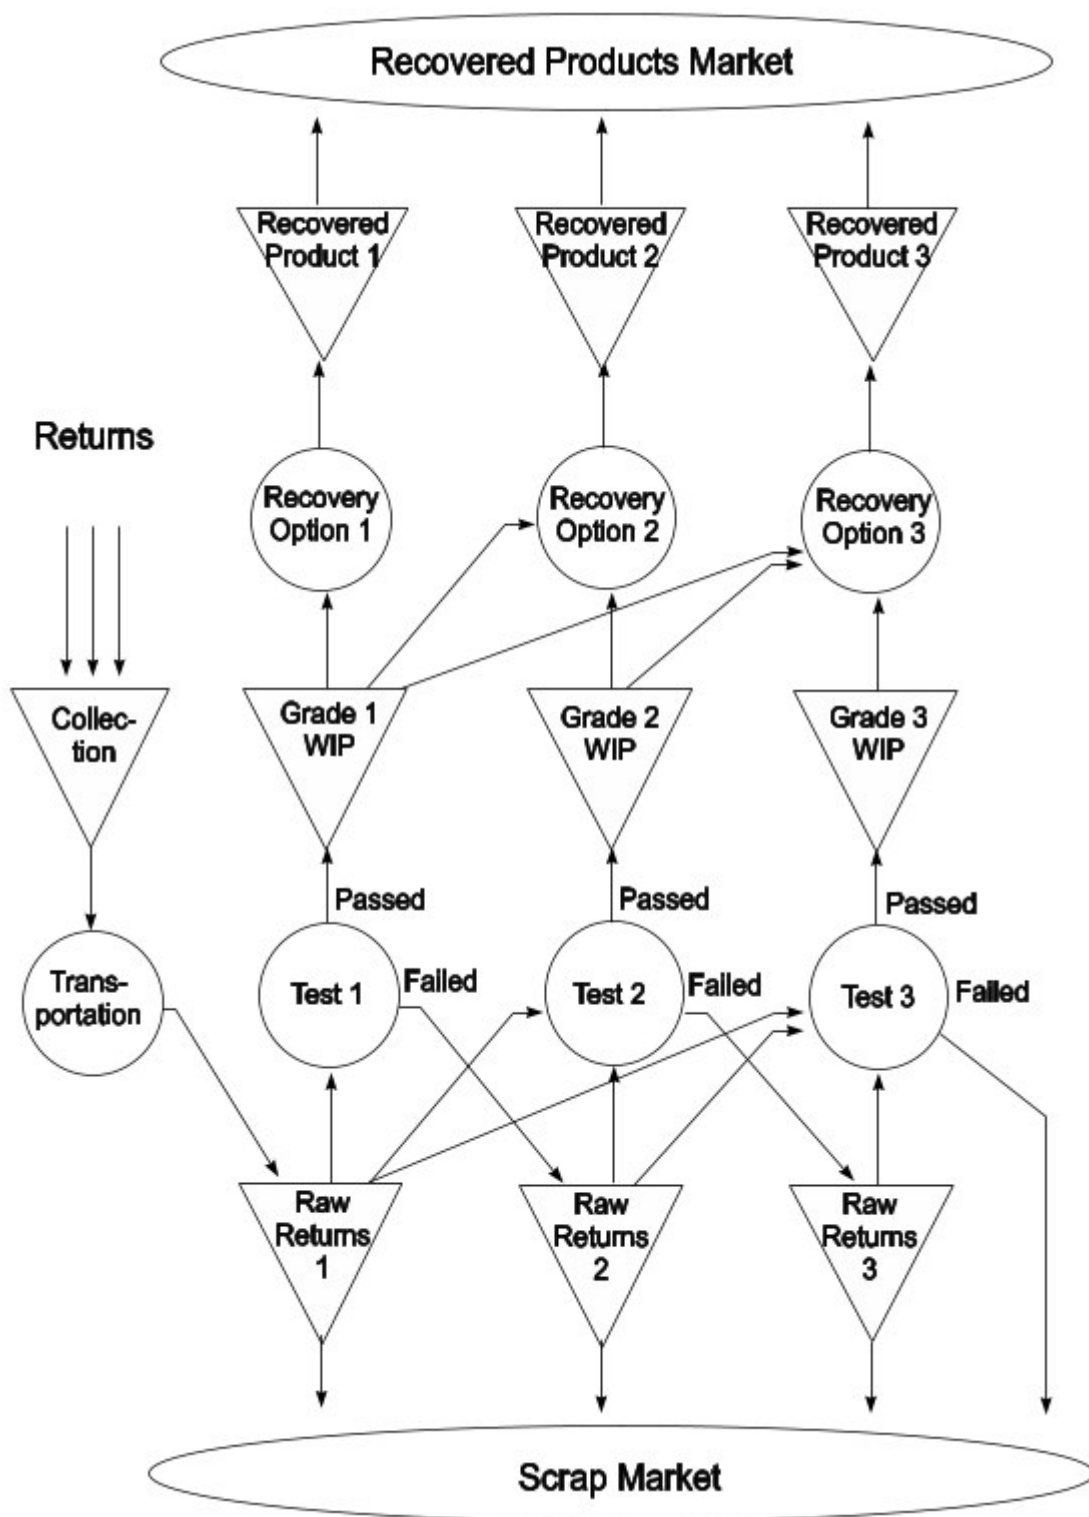 Recovered Products Market
Recovered
Product 1
Recovered
Product 2
Recovered
Product 3
Returns
Recovery
Option 1
Recovery
Option 2
Recovery
Option 3
Collec-
tion
Grade 1
WIP
Grade 2
WIP
Grade 3
WIP
Passed
Passed
Passed
Trans-
portation
Test 1
Failed
Test 2
Failed
Test 3
Failed
Raw
Returns
1
Raw
Returns
2
Raw
Returns
3
Scrap Market